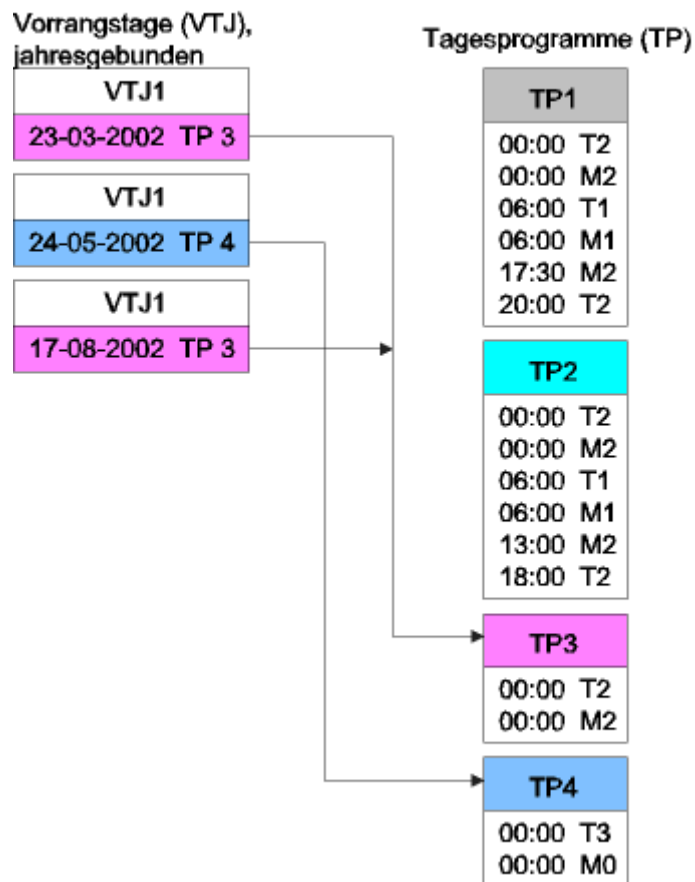 Vorrangstage (VTJ),
jahresgebunden
VTJ1
23-03-2002 TP 3
VTJ1
24-05-2002 TP 4
VTJ1
17-08-2002 TP 3
Tagesprogramme (TP)
TP1
00:00 T2
00:00 M2
06:00 T1
06:00 M1
17:30 M2
20:00 T2
TP2
00:00 T2
00:00 M2
06:00 T1
06:00 M1
13:00 M2
18:00 T2
TP3
00:00 T2
00:00 M2
TP4
00:00 T3
00:00 M0